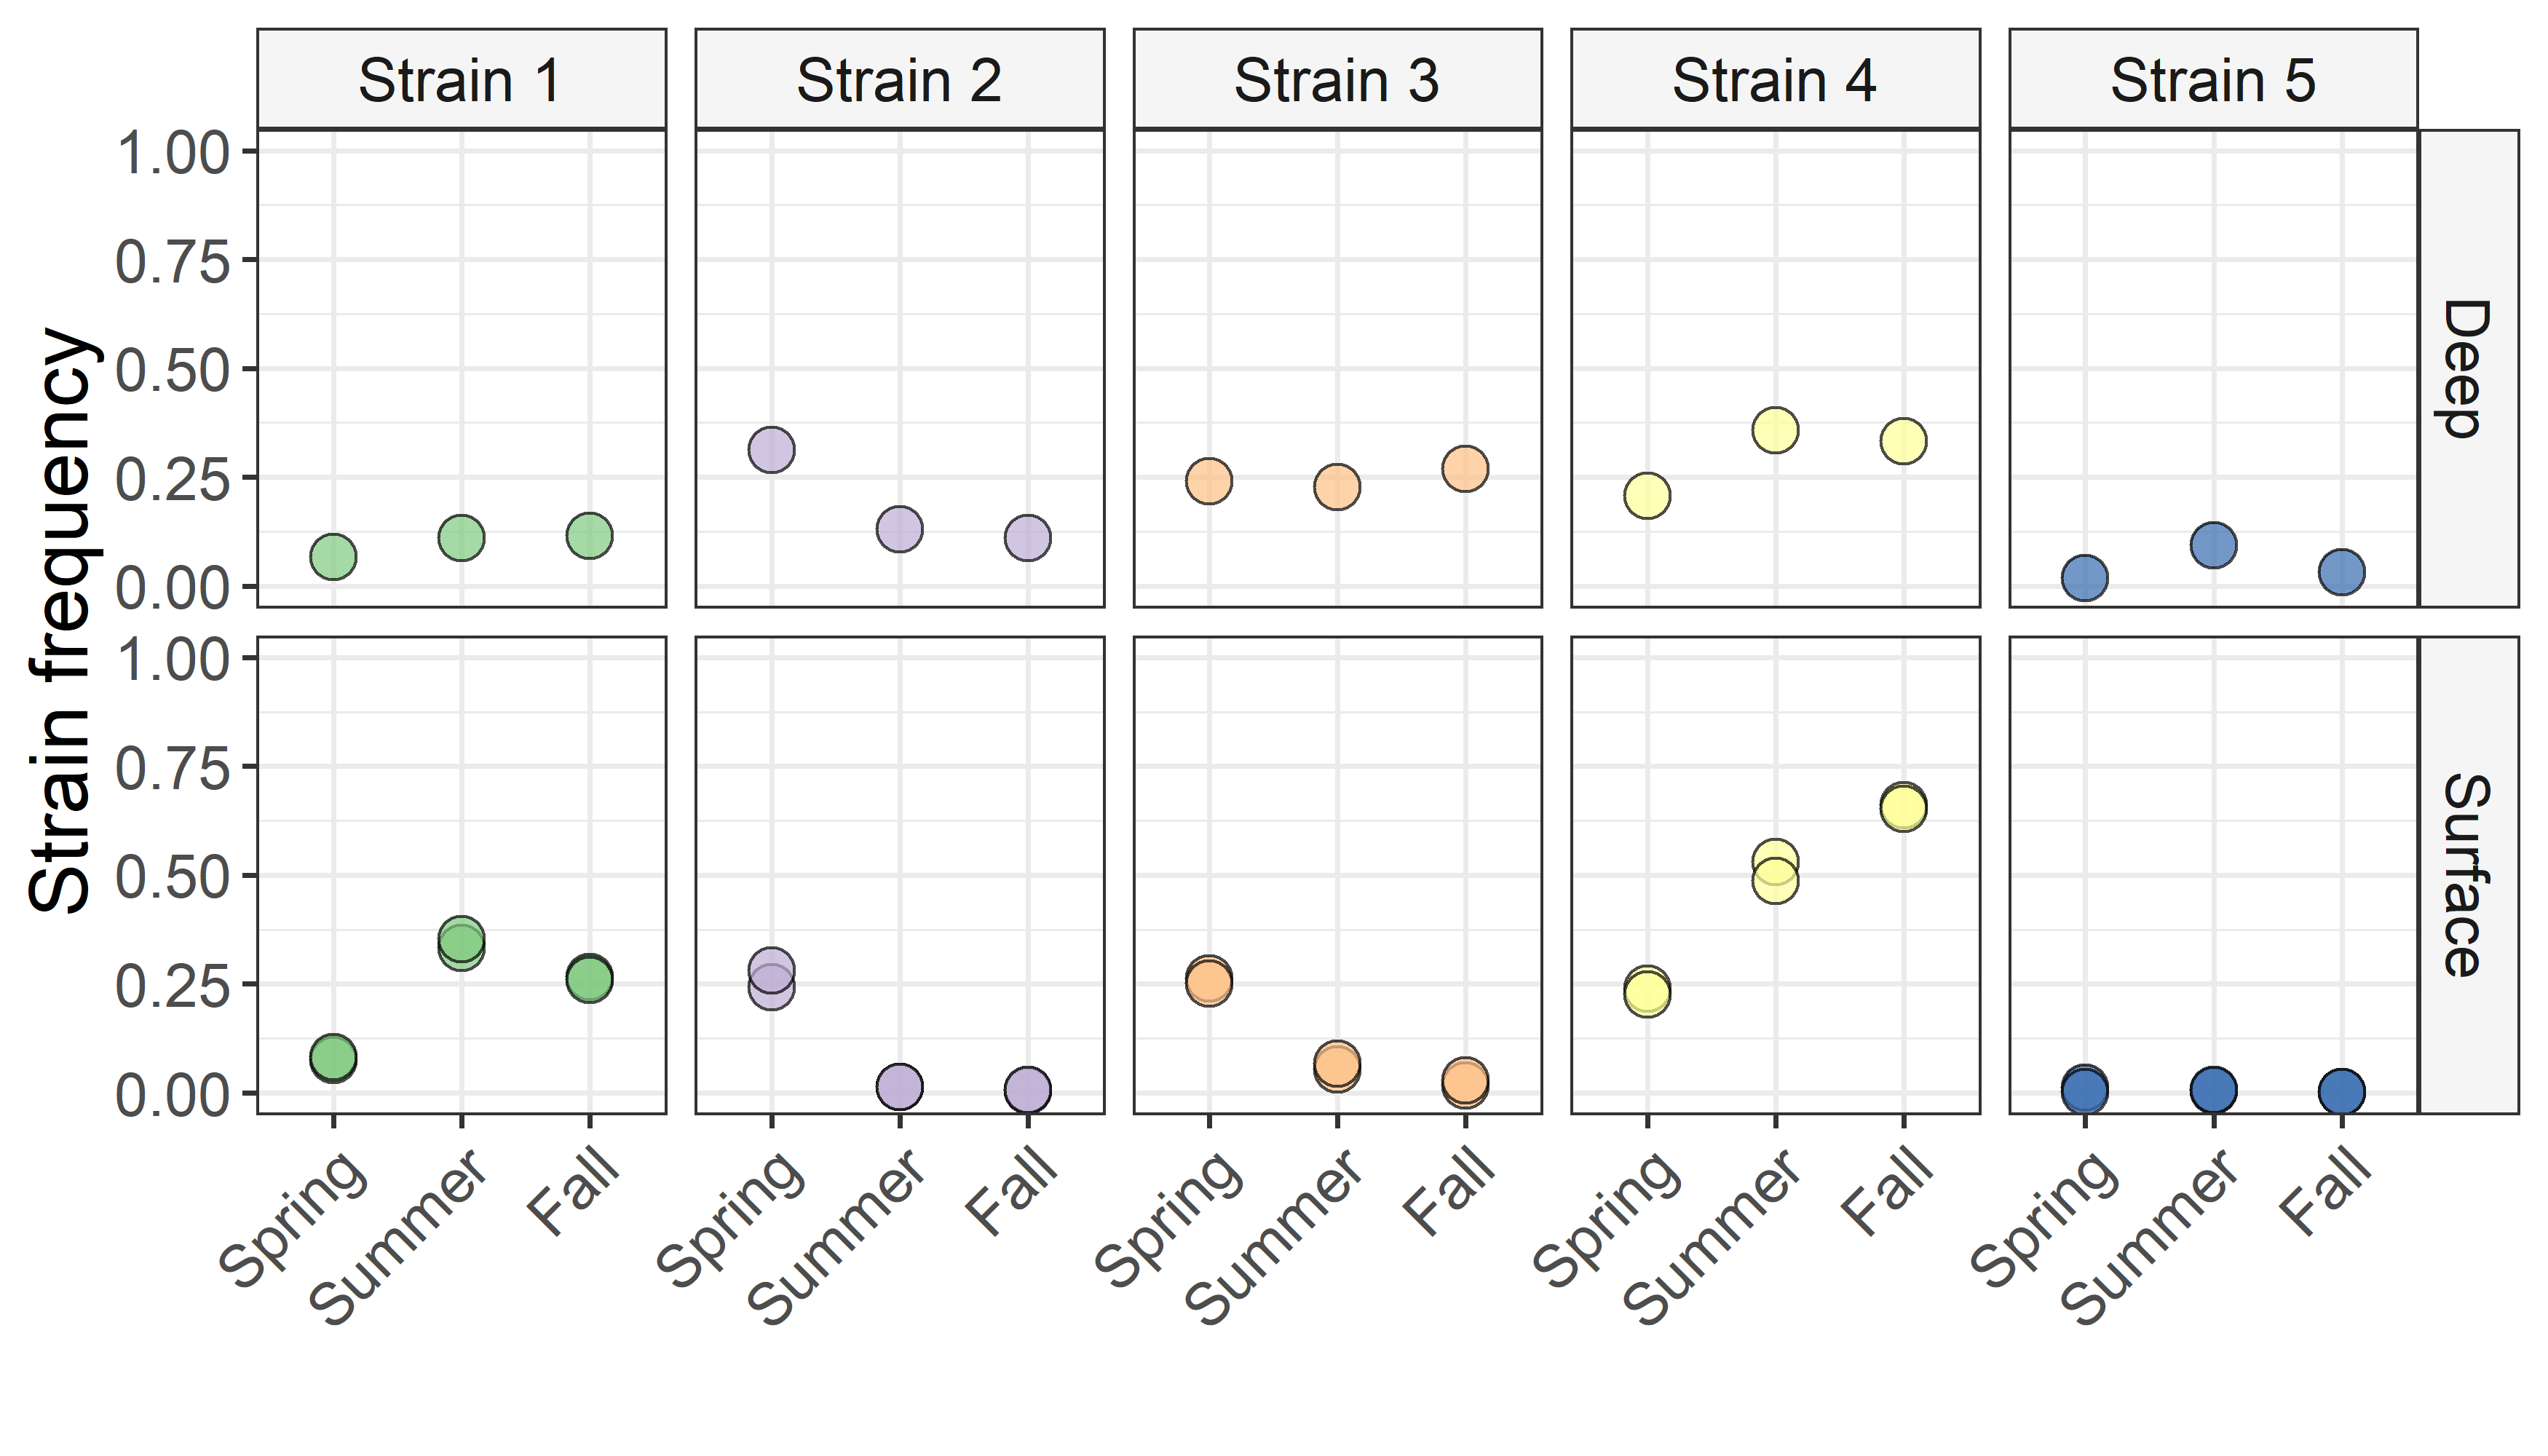 Strain 1 Strain 2 Strain 3 Strain 4 Strain 5
Strain frequency
1.00
0.75
0.50
0.25
0.00
Deep
1.00
0.75
0.50
0.25
0.00
Surface
Spring Summer Fall Spring Summer Fall Spring Summer Fall Spring Summer Fall Spring Summer Fall